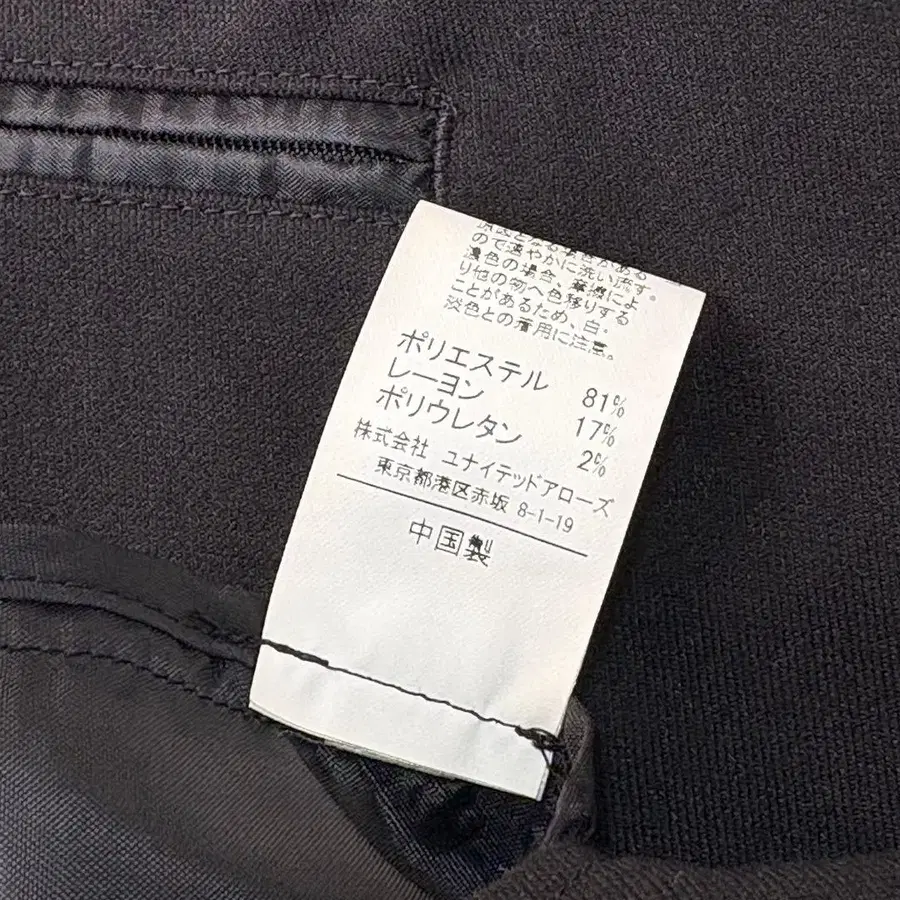 ので速やかに洗い流す。
濃色の場合、摩擦によ
り他の物へ色移りする
ことがあるため、白・
淡色との着用に注意。
ポリエステル 81%
レーヨン 17%
ポリウレタン 2%
株式会社 ユナイテッドアローズ
東京都港区赤坂 8-1-19
中国製